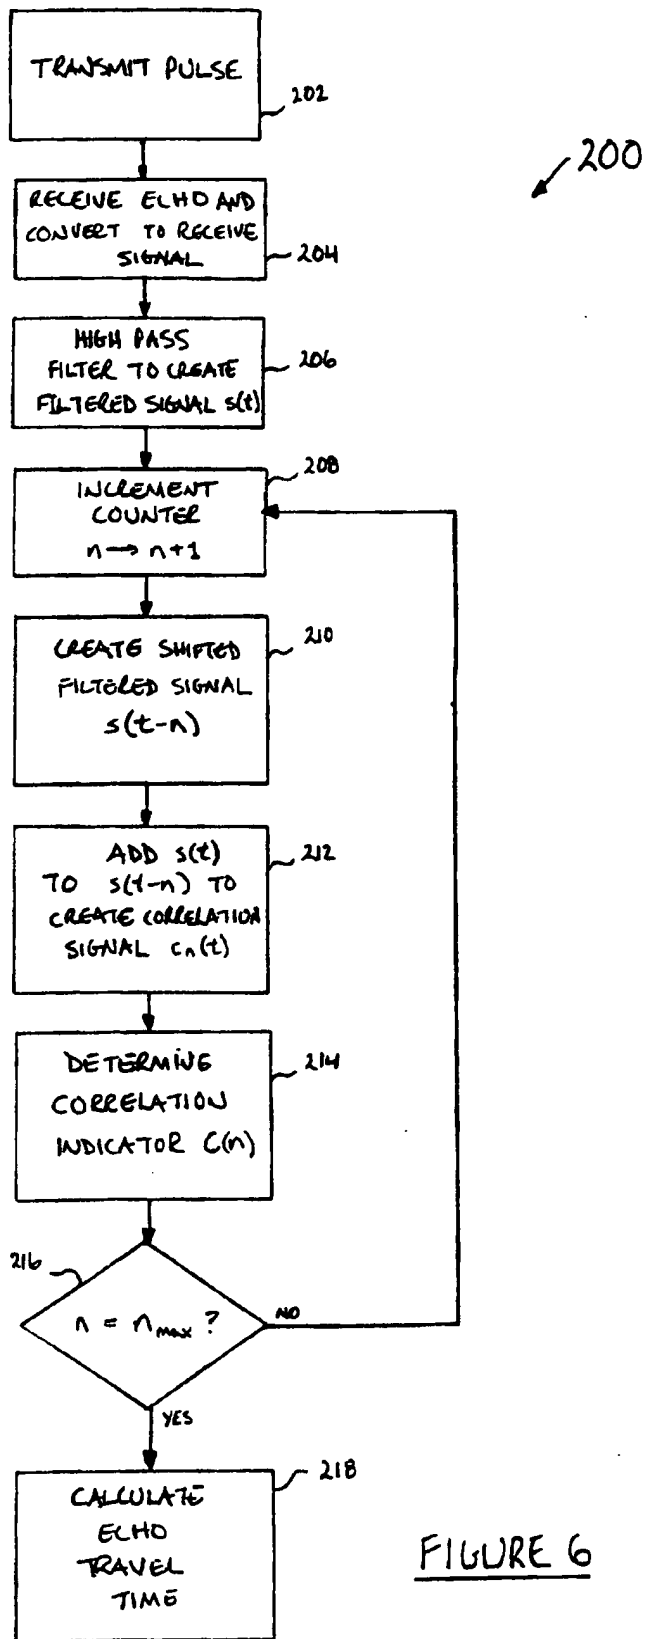 TRANSMIT PULSE
202
200
RECEIVE ECHO AND
CONVERT TO RECEIVE
SIGNAL
204
HIGH PASS
FILTER TO CREATE
FILTERED SIGNAL s(t)
206
208
INCREMENT
COUNTER
n → n+1
CREATE SHIFTED
FILTERED SIGNAL
s(t-n)
210
ADD s(t)
TO s(t-n) TO
CREATE CORRELATION
SIGNAL cn(t)
212
DETERMINE
CORRELATION
INDICATOR C(n)
214
216
n = nmax ?
NO
YES
CALCULATE
ECHO
TRAVEL
TIME
218
FIGURE 6